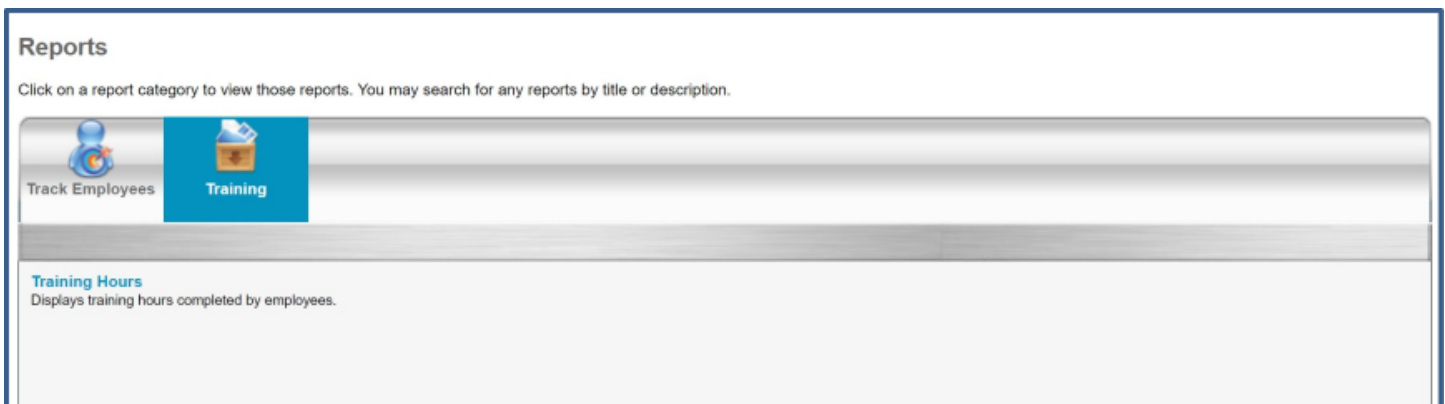 Reports
Click on a report category to view those reports. You may search for any reports by title or description.
Track Employees
Training
Training Hours
Displays training hours completed by employees.